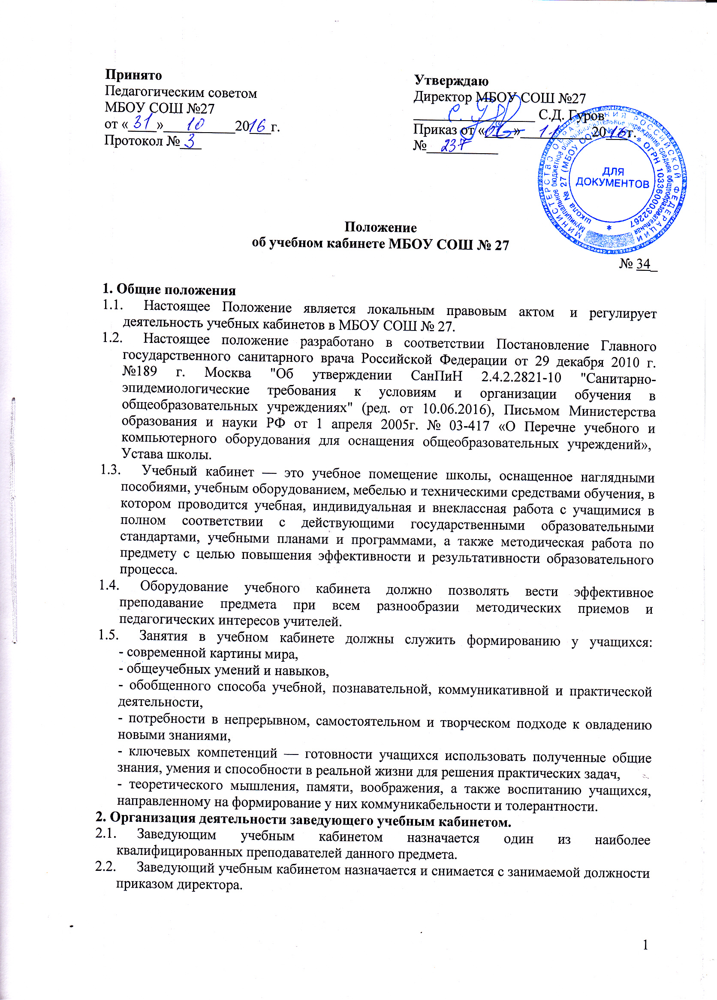 Принято
Педагогическим советом
МБОУ СОШ №27
от «31» 10 2016 г.
Протокол № 3
Утверждаю
Директор МБОУ СОШ №27
С.Д. Гуров
Приказ от « » 11 2016 г.
№ 237
МИНИСТЕРСТВО ОБРАЗОВАНИЯ РОССИЙСКОЙ ФЕДЕРАЦИИ
Муниципальное бюджетное общеобразовательное учреждение средняя общеобразовательная
школа № 27 (МБОУ СОШ № 27) * ОГРН 1033600032267
*
ДЛЯ
ДОКУМЕНТОВ
Положение
об учебном кабинете МБОУ СОШ № 27
№ 34_
1. Общие положения
1.1. Настоящее Положение является локальным правовым актом и регулирует
деятельность учебных кабинетов в МБОУ СОШ № 27.
1.2. Настоящее положение разработано в соответствии Постановление Главного
государственного санитарного врача Российской Федерации от 29 декабря 2010 г.
№189 г. Москва "Об утверждении СанПиН 2.4.2.2821-10 "Санитарно-
эпидемиологические требования к условиям и организации обучения в
общеобразовательных учреждениях" (ред. от 10.06.2016), Письмом Министерства
образования и науки РФ от 1 апреля 2005г. № 03-417 «О Перечне учебного и
компьютерного оборудования для оснащения общеобразовательных учреждений»,
Устава школы.
1.3. Учебный кабинет — это учебное помещение школы, оснащенное наглядными
пособиями, учебным оборудованием, мебелью и техническими средствами обучения, в
котором проводится учебная, индивидуальная и внеклассная работа с учащимися в
полном соответствии с действующими государственными образовательными
стандартами, учебными планами и программами, а также методическая работа по
предмету с целью повышения эффективности и результативности образовательного
процесса.
1.4. Оборудование учебного кабинета должно позволять вести эффективное
преподавание предмета при всем разнообразии методических приемов и
педагогических интересов учителей.
1.5. Занятия в учебном кабинете должны служить формированию у учащихся:
- современной картины мира,
- общеучебных умений и навыков,
- обобщенного способа учебной, познавательной, коммуникативной и практической
деятельности,
- потребности в непрерывном, самостоятельном и творческом подходе к овладению
новыми знаниями,
- ключевых компетенций — готовности учащихся использовать полученные общие
знания, умения и способности в реальной жизни для решения практических задач,
- теоретического мышления, памяти, воображения, а также воспитанию учащихся,
направленному на формирование у них коммуникабельности и толерантности.
2. Организация деятельности заведующего учебным кабинетом.
2.1. Заведующим учебным кабинетом назначается один из наиболее
квалифицированных преподавателей данного предмета.
2.2. Заведующий учебным кабинетом назначается и снимается с занимаемой должности
приказом директора.
1